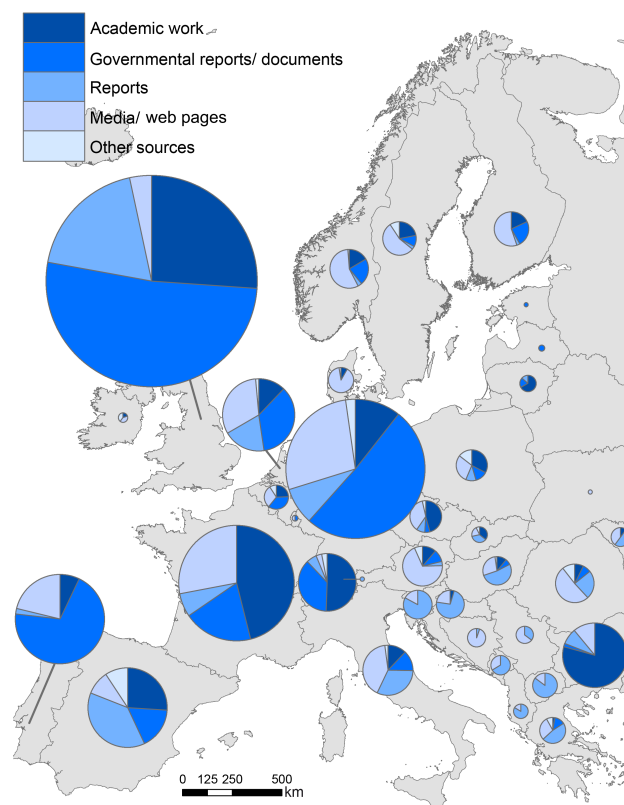 Academic work
Governmental reports/ documents
Reports
Media/ web pages
Other sources
0 125 250 500
km